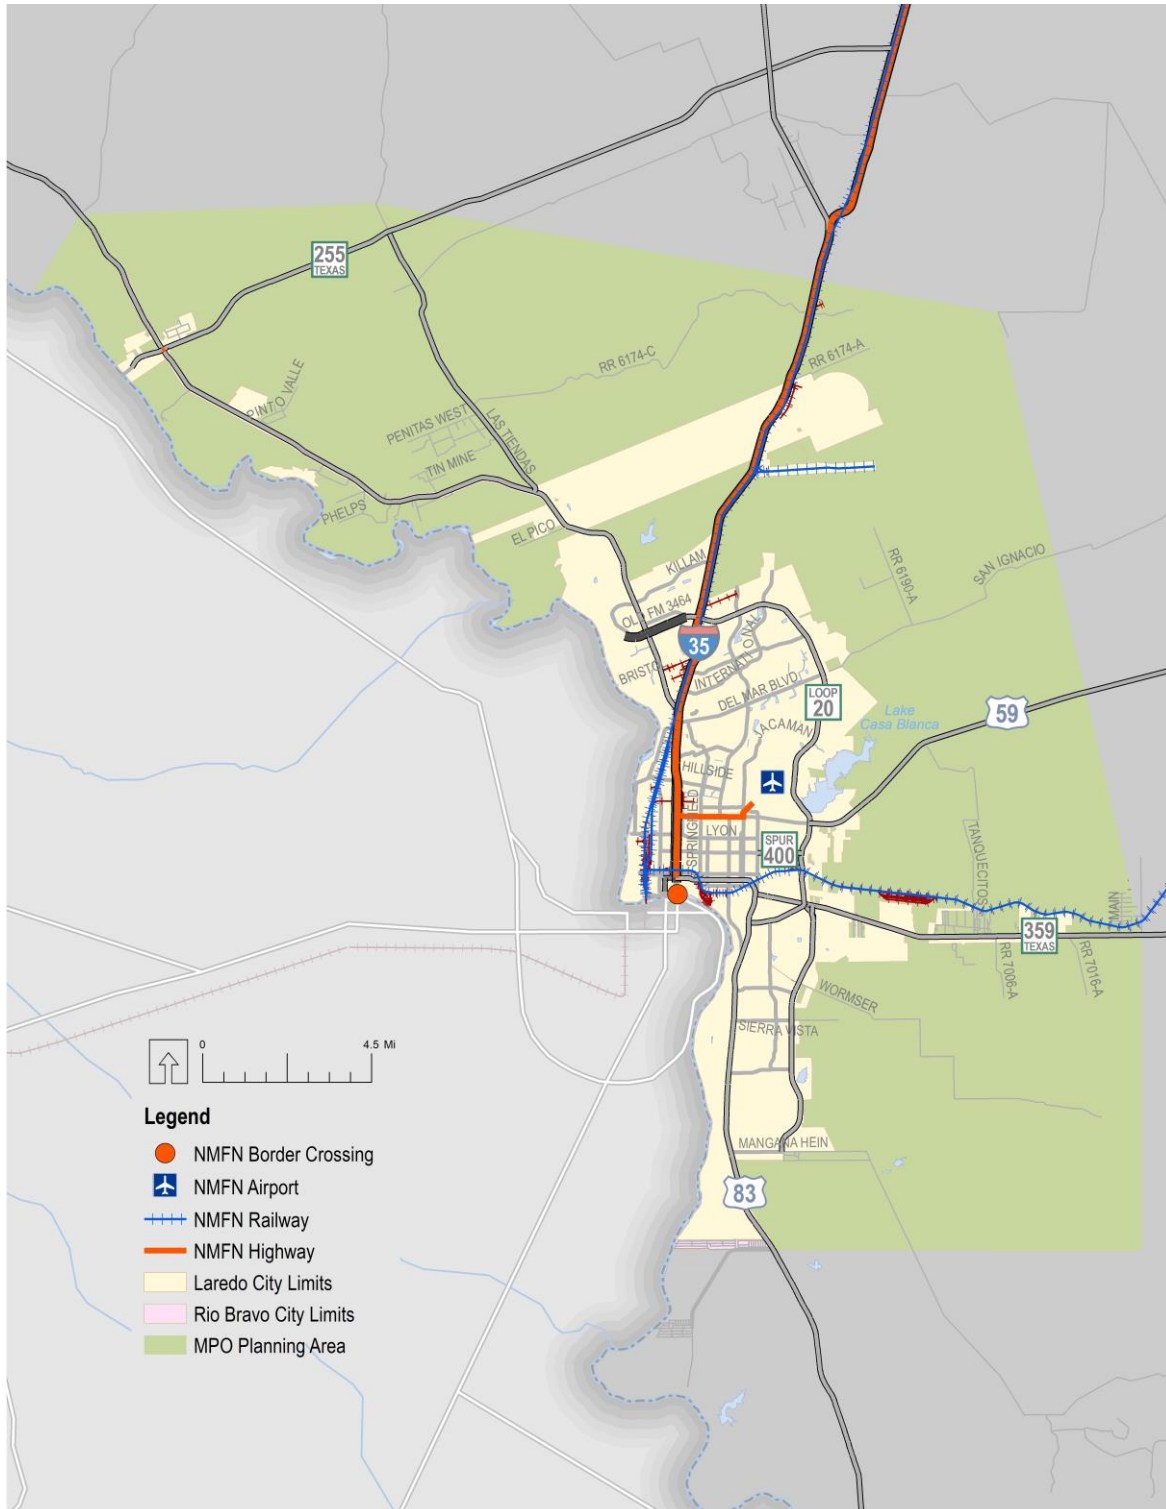 255
TEXAS
RR 6174-C
RR 6174-A
PINTO VALLE
PENITAS WEST
LAS TIENDAS
TIN MINE
PHELPS
EL PICO
KILLAM
RR 6190-A
SAN IGNACIO
OLD FM 3464
35
INTERNATIONAL
BRISTO
DEL MAR BLVD
LOOP
20
Lake
Casa Blanca
59
JACAMAN
HILLSIDE
SPRINGFIELD
LYON
SPUR
400
TANQUECITOS
MAIN
359
TEXAS
RR 7006-A
RR 7016-A
WORMSER
SIERRA VISTA
MANGANA HEIN
83
0
4.5 Mi
Legend
NMFN Border Crossing
NMFN Airport
NMFN Railway
NMFN Highway
Laredo City Limits
Rio Bravo City Limits
MPO Planning Area